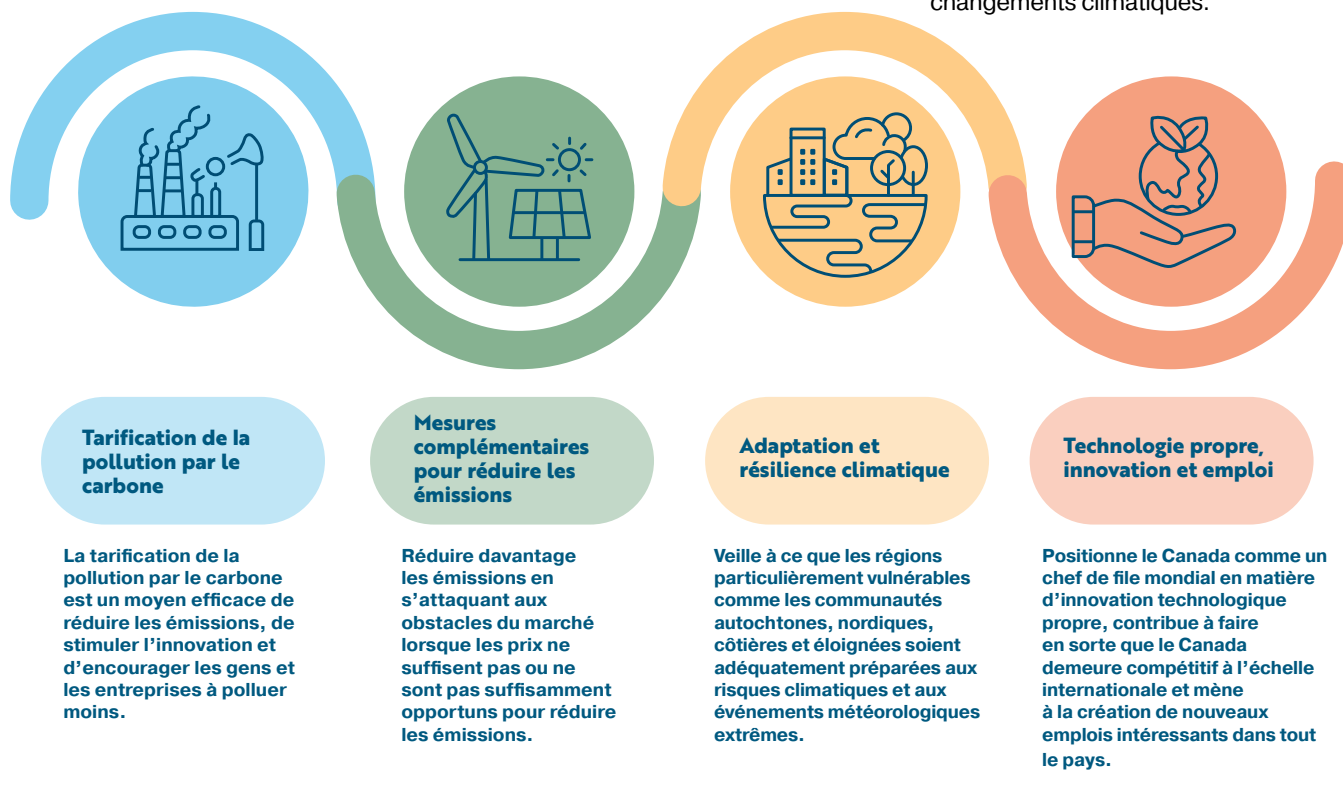 changements climatiques.
Tarification de la
pollution par le
carbone
La tarification de la
pollution par le carbone
est un moyen efficace de
réduire les émissions, de
stimuler l’innovation et
d’encourager les gens et
les entreprises à polluer
moins.
Mesures
complémentaires
pour réduire les
émissions
Réduire davantage
les émissions en
s’attaquant aux
obstacles du marché
lorsque les prix ne
suffisent pas ou ne
sont pas suffisamment
opportuns pour réduire
les émissions.
Adaptation et
résilience climatique
Veille à ce que les régions
particulièrement vulnérables
comme les communautés
autochtones, nordiques,
côtières et éloignées soient
adéquatement préparées aux
risques climatiques et aux
événements météorologiques
extrêmes.
Technologie propre,
innovation et emploi
Positionne le Canada comme un
chef de file mondial en matière
d’innovation technologique
propre, contribue à faire
en sorte que le Canada
demeure compétitif à l’échelle
internationale et mène
à la création de nouveaux
emplois intéressants dans tout
le pays.